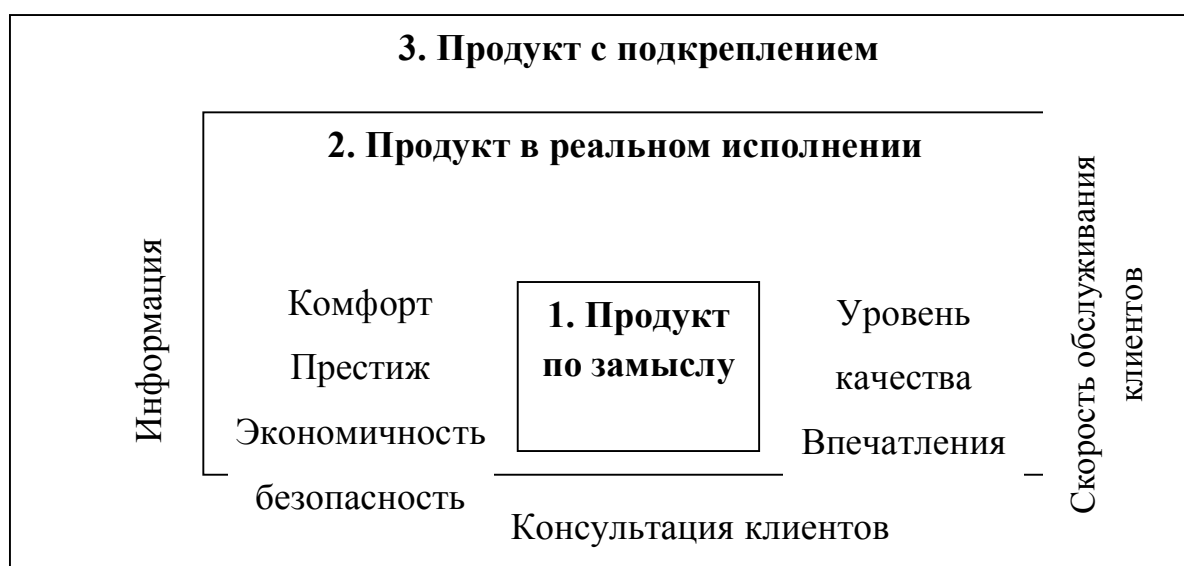 3. Продукт с подкреплением
2. Продукт в реальном исполнении
Информация
Комфорт
Престиж
Экономичность
безопасность
1. Продукт
по замыслу
Уровень
качества
Впечатления
Скорость обслуживания
клиентов
Консультация клиентов